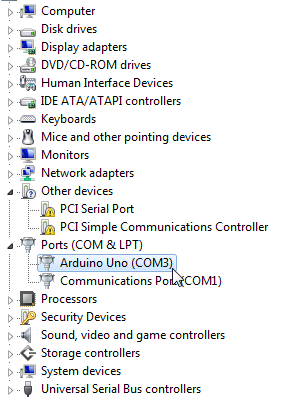 Computer
Disk drives
Display adapters
DVD/CD-ROM drives
Human Interface Devices
IDE ATA/ATAPI controllers
Keyboards
Mice and other pointing devices
Monitors
Network adapters
Other devices
PCI Serial Port
PCI Simple Communications Controller
Ports (COM & LPT)
Arduino Uno (COM3)
Communications Port (COM1)
Processors
Security Devices
Sound, video and game controllers
Storage controllers
System devices
Universal Serial Bus controllers